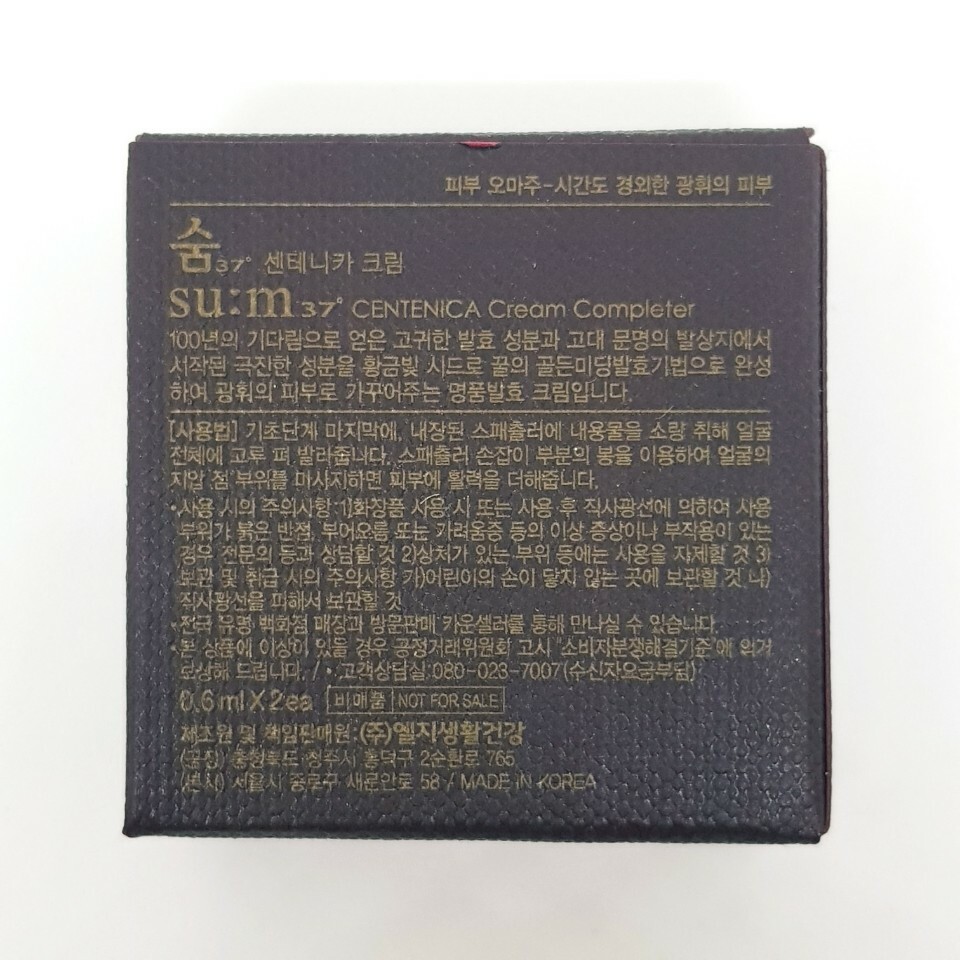 피부 오마주-시간도 경외한 광휘의 피부
숨37° 센테니카 크림
su:m37° CENTENICA Cream Completer
100년의 기다림으로 얻은 고귀한 발효 성분과 고대 문명의 발상지에서
서작된 극진한 성분을 황금빛 시드로 꿀의 골든미딩발효기법으로 완성
하여 광휘의 피부로 가꾸어주는 명품발효 크림입니다.
[사용법] 기초단계 마지막에, 내장된 스패츌러에 내용물을 소량 취해 얼굴
전체에 고로 펴 발라줍니다. 스패츌러 손잡이 부분의 봉을 이용하여 얼굴의
지압 점 부위를 마사지하면 피부에 활력을 더해줍니다.
•사용 시의 주의사항:1)화장품 사용 시 또는 사용 후 직사광선에 의하여 사용
부위가 붉은 반점, 부어오름 또는 가려움증 등의 이상 증상이나 부작용이 있는
경우 전문의 등과 상담할 것 2)상처가 있는 부위 등에는 사용을 자제할 것 3)
보관 및 취급 시의 주의사항 가)어린이의 손이 닿지 않는 곳에 보관할 것 나)
직사광선을 피해서 보관할 것
•전국 유명 백화점 매장과 방문판매 카운셀러를 통해 만나실 수 있습니다.
•본 상품에 이상이 있을 경우 공정거래위원회 고시 "소비자분쟁해결기준"에 의거
보상해 드립니다. / • 고객상담실:080-023-7007(수신자요금부담)
0.6ml X 2ea 비매품 NOT FOR SALE
제조원 및 책임판매원:(주)엘지생활건강
(공장) 충청북도 청주시 흥덕구 2순환로 765
(본사) 서울시 종로구 새문안로 58 / MADE iN KOREA